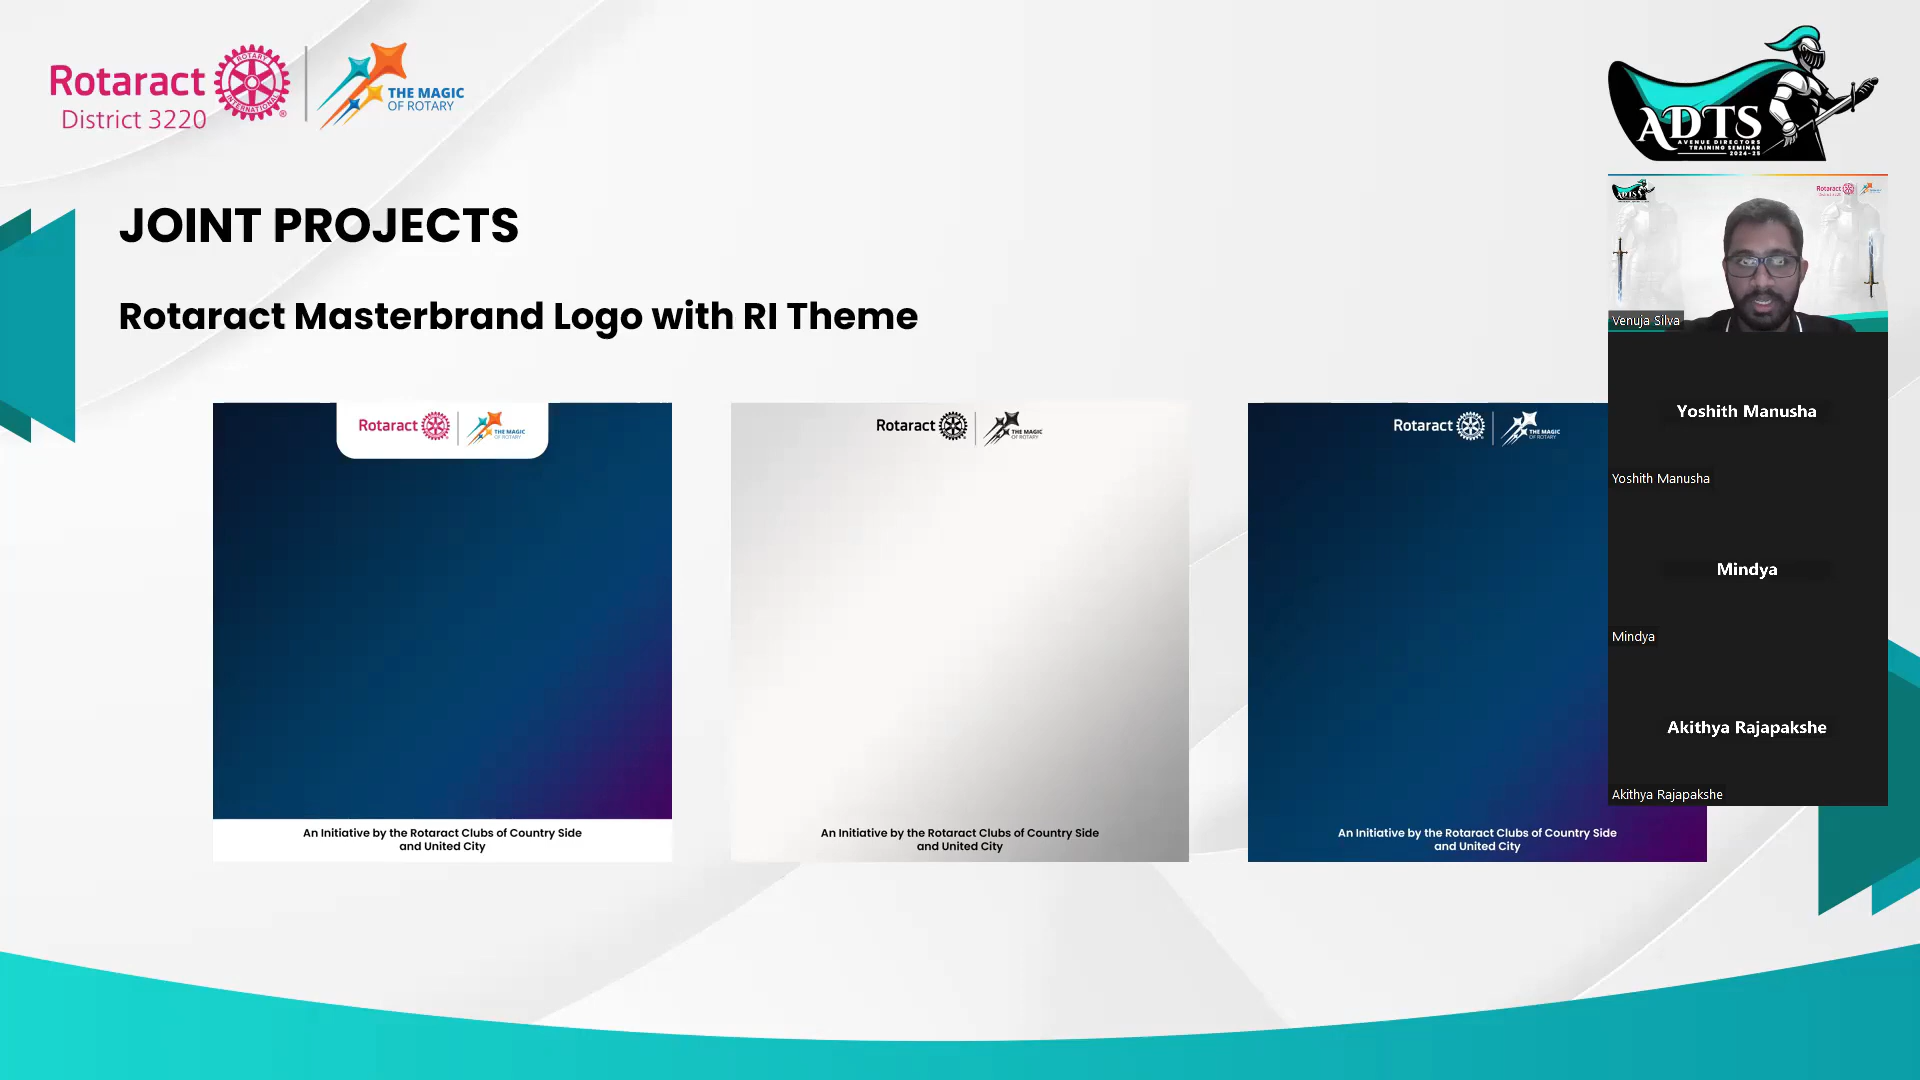 Rotaract
District 3220
ROTARY
INTERNATIONAL
THE MAGIC
OF ROTARY
ADTS
AVENUE DIRECTORS
TRAINING SEMINAR
2024-25
JOINT PROJECTS
Rotaract Masterbrand Logo with RI Theme
Rotaract
THE MAGIC
OF ROTARY
An Initiative by the Rotaract Clubs of Country Side
and United City
Rotaract
THE MAGIC
OF ROTARY
An Initiative by the Rotaract Clubs of Country Side
and United City
Rotaract
THE MAGIC
OF ROTARY
An Initiative by the Rotaract Clubs of Country Side
and United City
ADTS
Rotaract
Venuja Silva
Yoshith Manusha
Yoshith Manusha
Mindya
Mindya
Akithya Rajapakshe
Akithya Rajapakshe